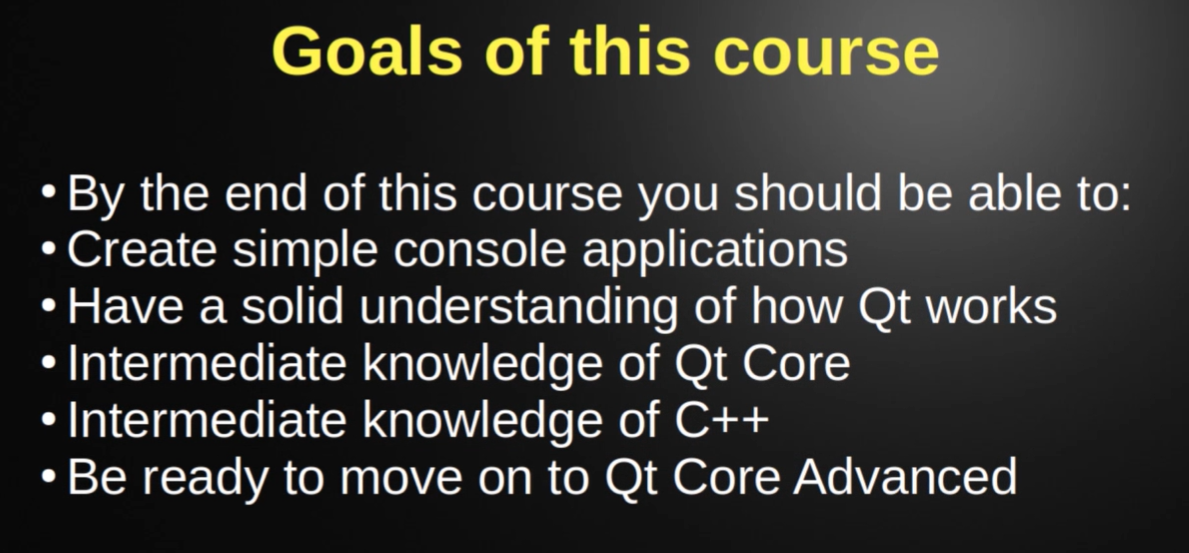 Goals of this course
• By the end of this course you should be able to:
• Create simple console applications
• Have a solid understanding of how Qt works
• Intermediate knowledge of Qt Core
• Intermediate knowledge of C++
• Be ready to move on to Qt Core Advanced